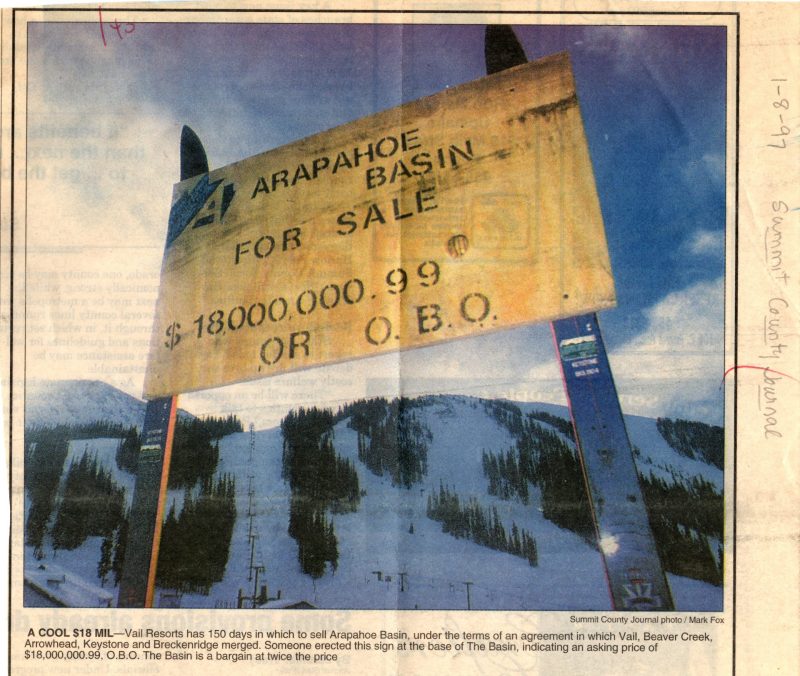 140
ARAPAHOE
BASIN
FOR SALE
$ 18,000,000.99
OR O.B.O.
KEYSTONE
Summit County Journal photo / Mark Fox
A COOL $18 MIL—Vail Resorts has 150 days in which to sell Arapahoe Basin, under the terms of an agreement in which Vail, Beaver Creek,
Arrowhead, Keystone and Breckenridge merged. Someone erected this sign at the base of The Basin, indicating an asking price of
$18,000,000.99. O.B.O. The Basin is a bargain at twice the price
1-8-97 Summit County Journal